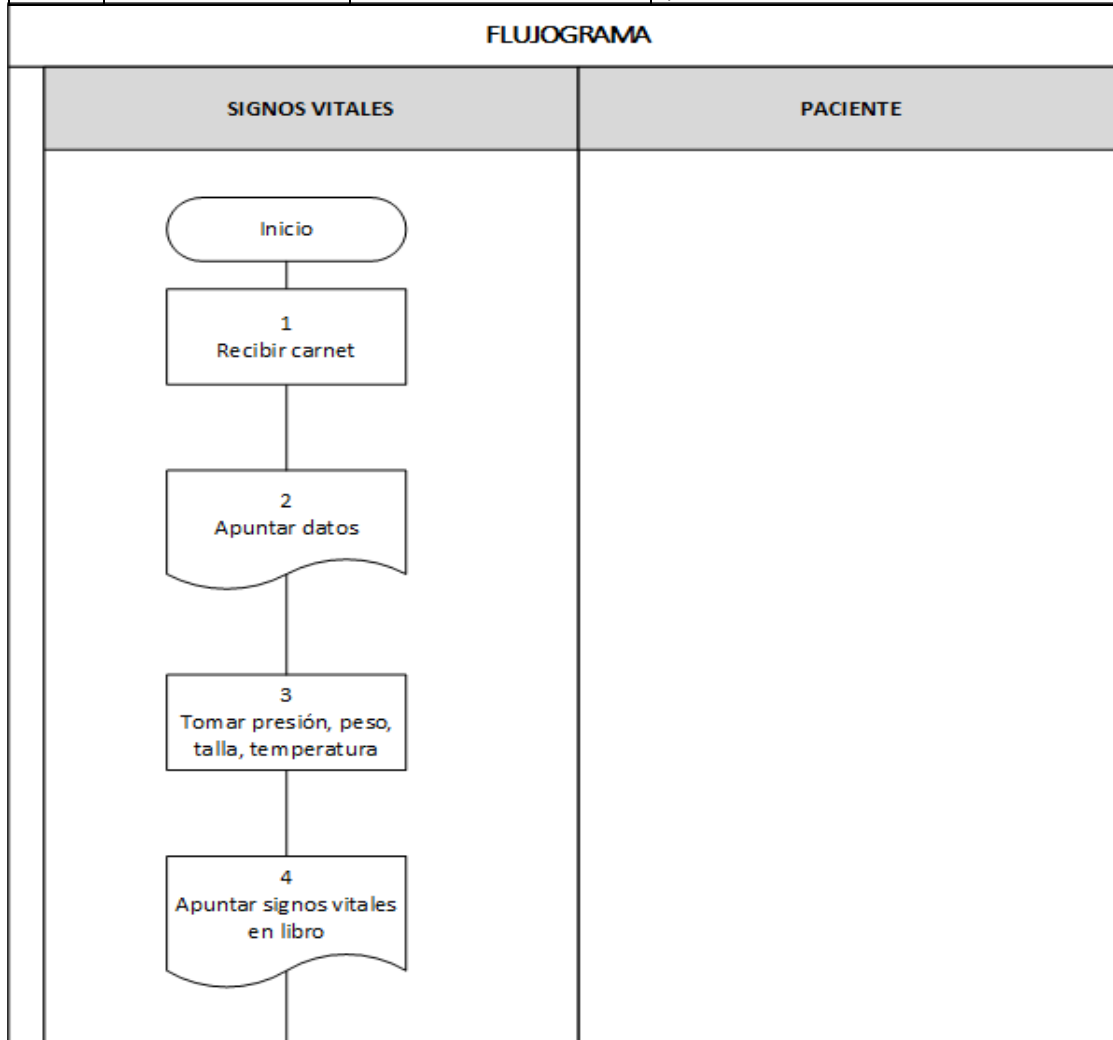 FLUJOGRAMA
SIGNOS VITALES
PACIENTE
Inicio
1
Recibir carnet
2
Apuntar datos
3
Tomar presión, peso,
talla, temperatura
4
Apuntar signos vitales
en libro